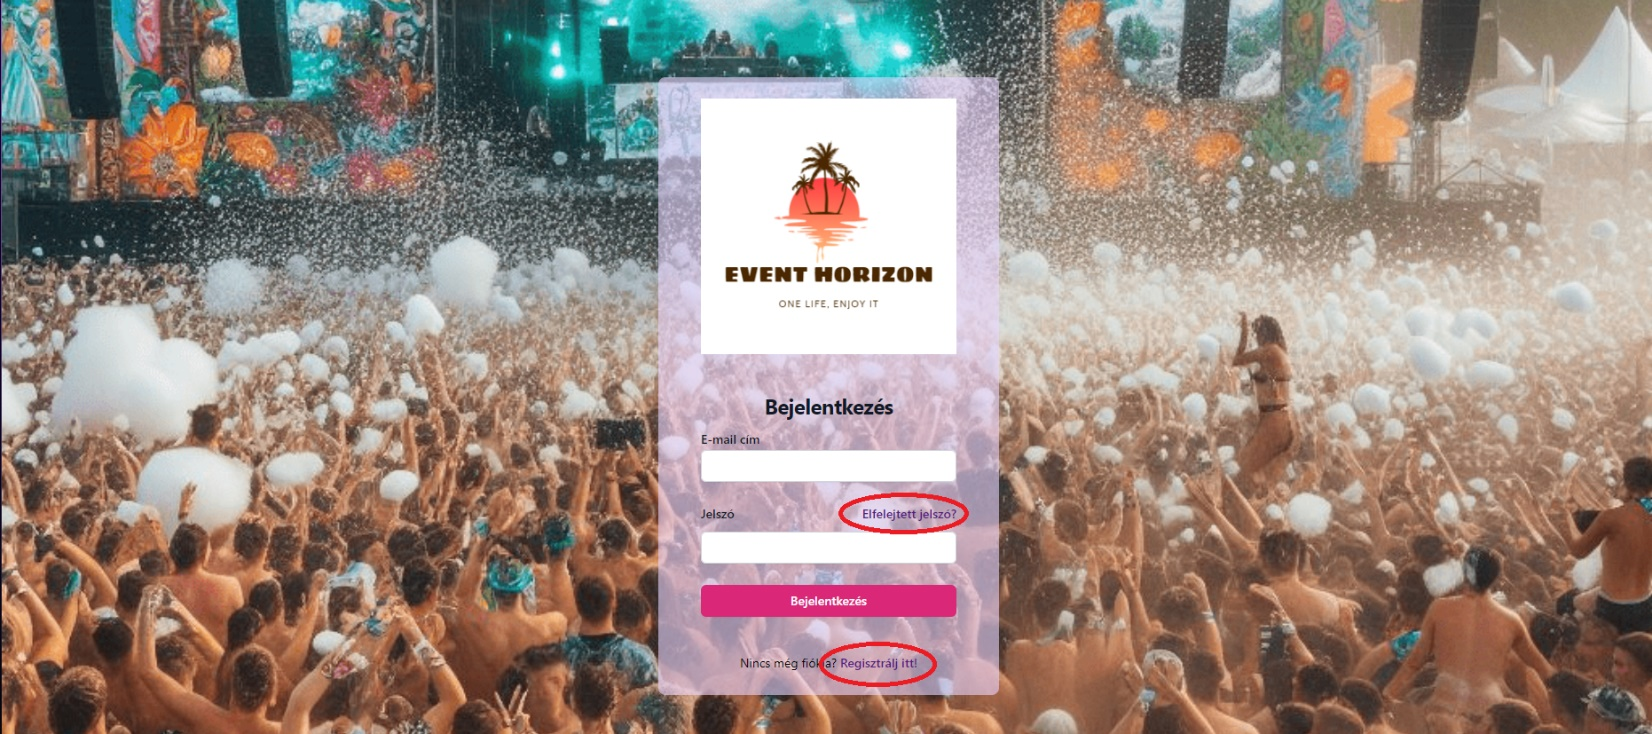 EVENT HORIZON
ONE LIFE, ENJOY IT
Bejelentkezés
E-mail cím
Jelszó Elfelejtett jelszó?
Bejelentkezés
Nincs még fiókja? Regisztrálj itt!